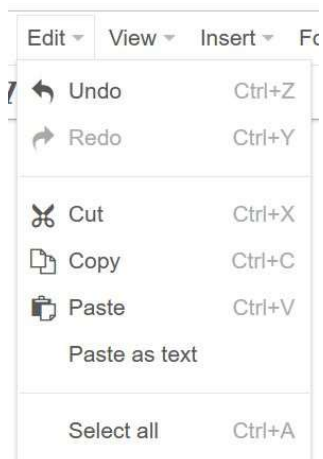 Edit View Insert Fo
Undo Ctrl+Z
Redo Ctrl+Y
Cut Ctrl+X
Copy Ctrl+C
Paste Ctrl+V
Paste as text
Select all Ctrl+A